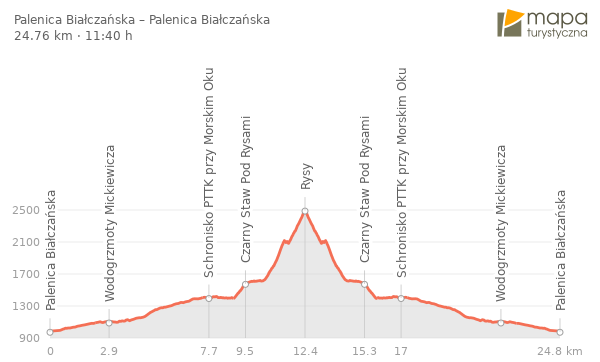 Palenica Białczańska – Palenica Białczańska
24.76 km · 11:40 h
mapa
turystyczna
Palenica Białczańska
Wodogrzmoty Mickiewicza
Schronisko PTTK przy Morskim Oku
Czarny Staw Pod Rysami
Rysy
Czarny Staw Pod Rysami
Schronisko PTTK przy Morskim Oku
Wodogrzmoty Mickiewicza
Palenica Białczańska
2500
2100
1700
1300
900
0 2.9 7.7 9.5 12.4 15.3 17 24.8 km